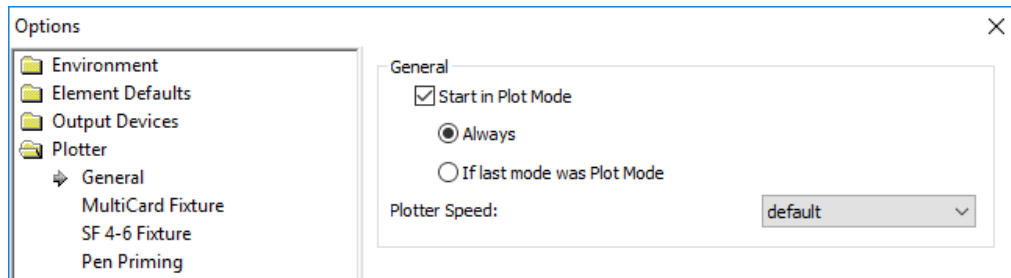 Options
Environment
Element Defaults
Output Devices
Plotter
General
MultiCard Fixture
SF 4-6 Fixture
Pen Priming
General
Start in Plot Mode
Always
If last mode was Plot Mode
Plotter Speed: default